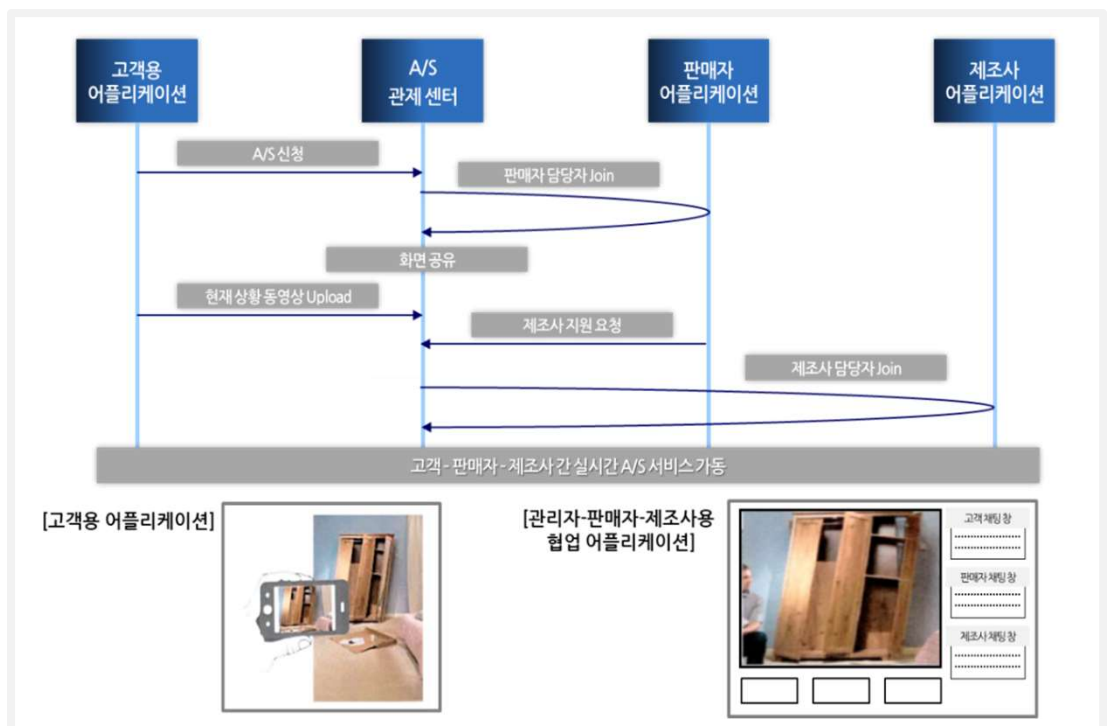 고객용
어플리케이션
A/S
관제 센터
판매자
어플리케이션
제조사
어플리케이션
A/S 신청
판매자 담당자 Join
화면 공유
현재 상황 동영상 Upload
제조사 지원 요청
제조사 담당자 Join
고객 - 판매자 - 제조사 간 실시간 A/S 서비스 가동
[고객용 어플리케이션]
[관리자-판매자-제조사용
협업 어플리케이션]
고객 채팅 창
판매자 채팅 창
제조사 채팅 창